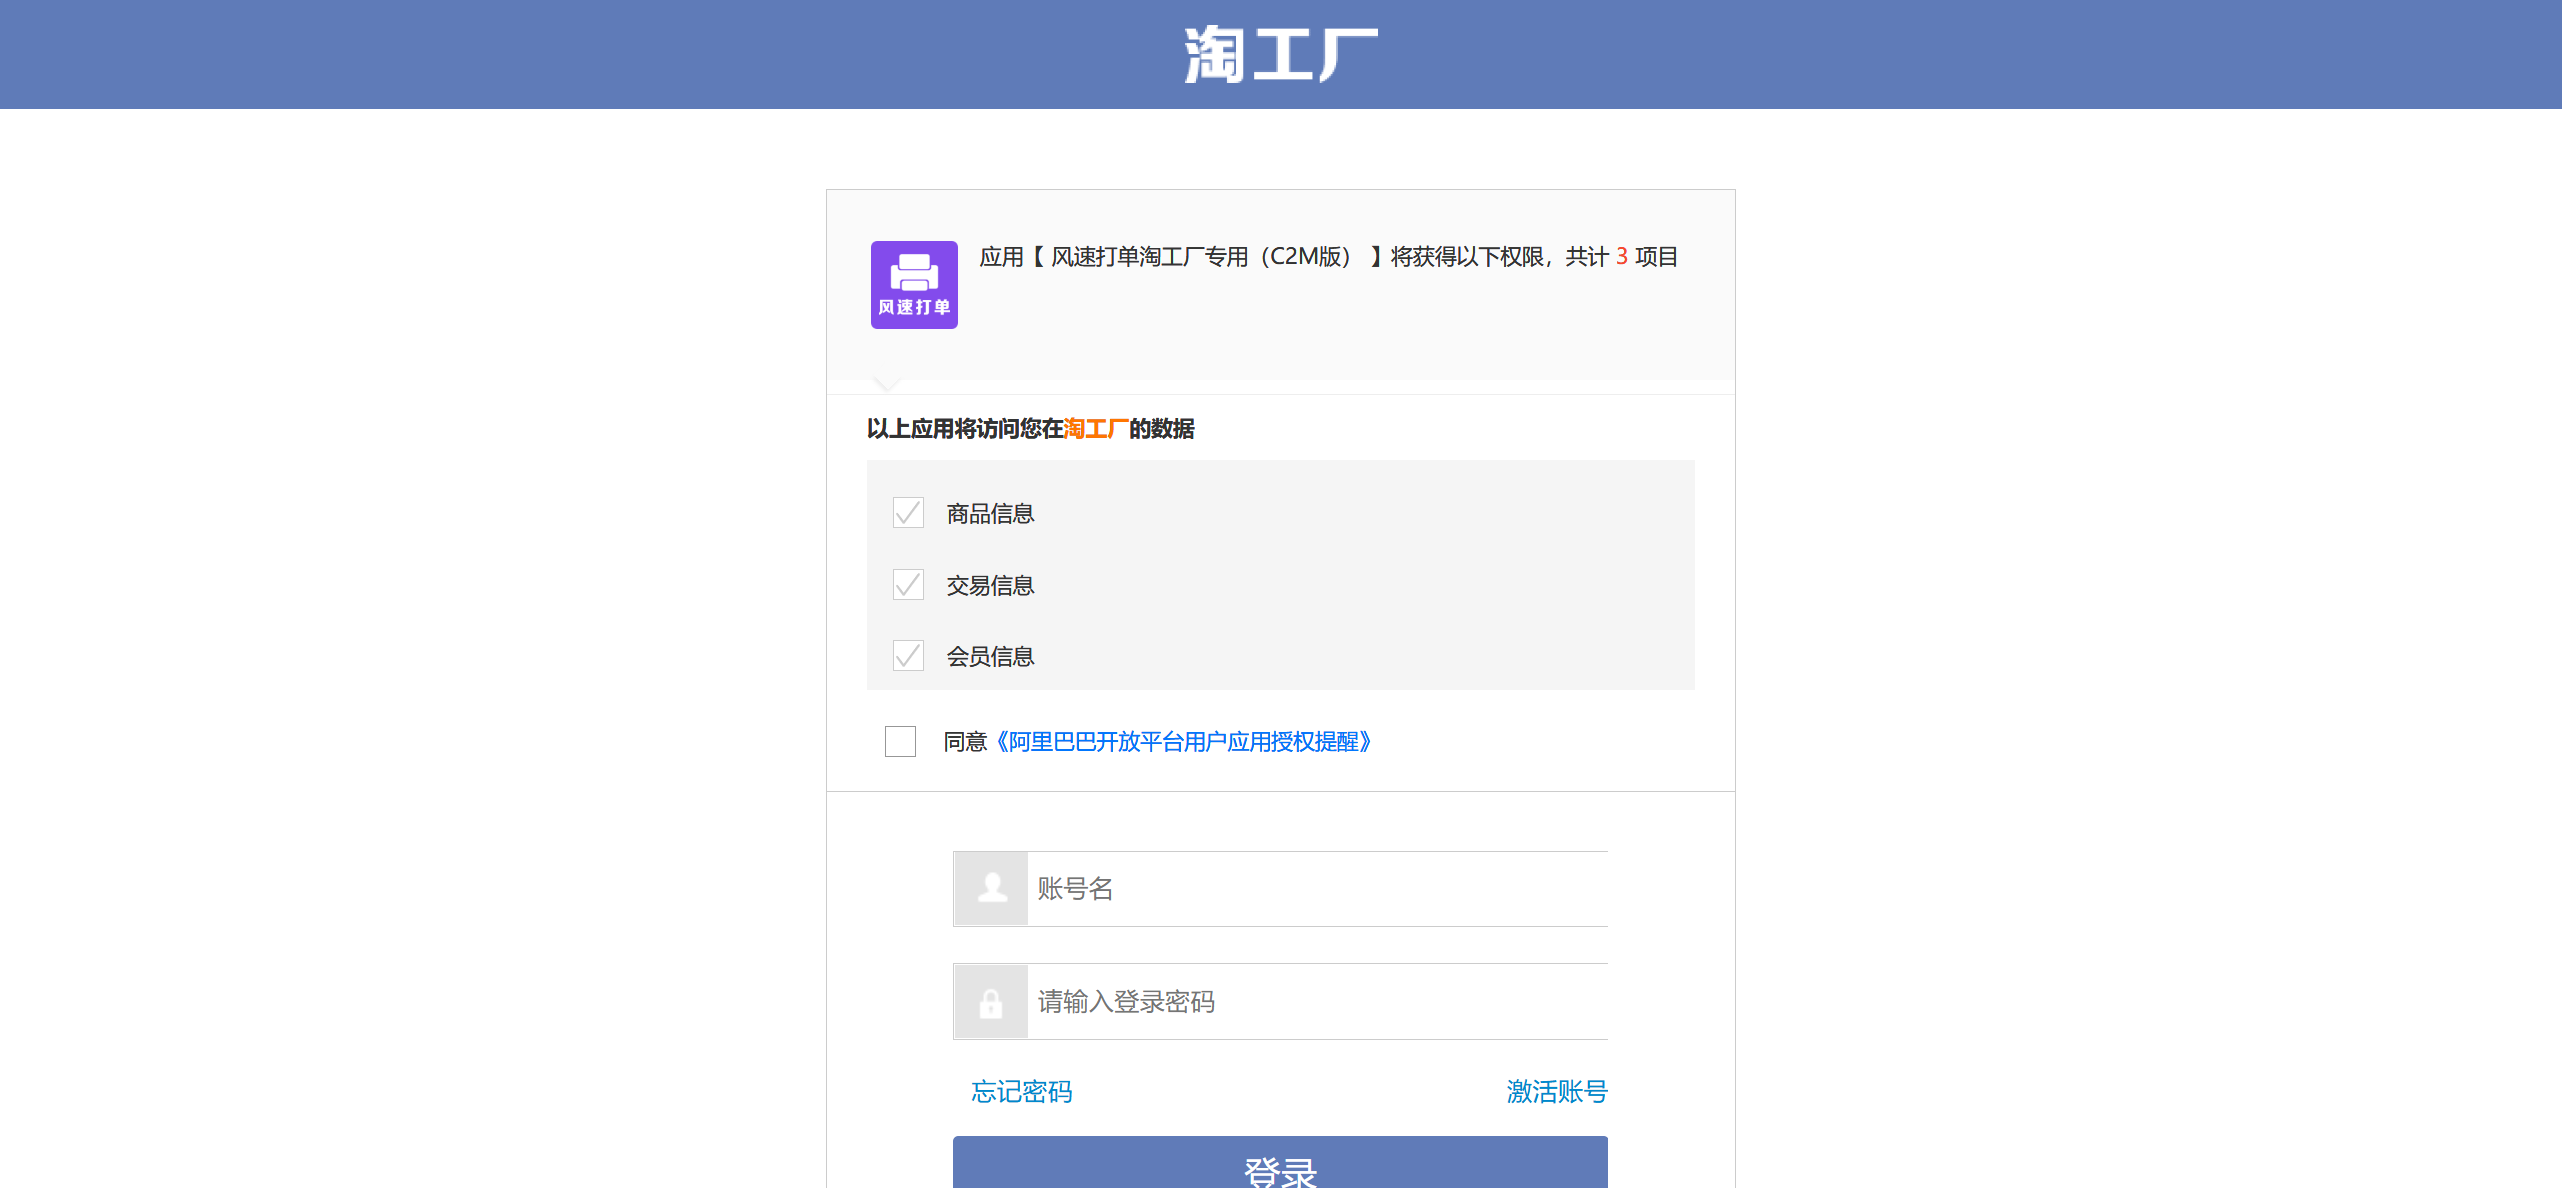 淘工厂
风速打单
应用【 风速打单淘工厂专用（C2M版） 】将获得以下权限，共计 3 项目
以上应用将访问您在淘工厂的数据
商品信息
交易信息
会员信息
同意《阿里巴巴开放平台用户应用授权提醒》
账号名
请输入登录密码
忘记密码 激活账号
登录